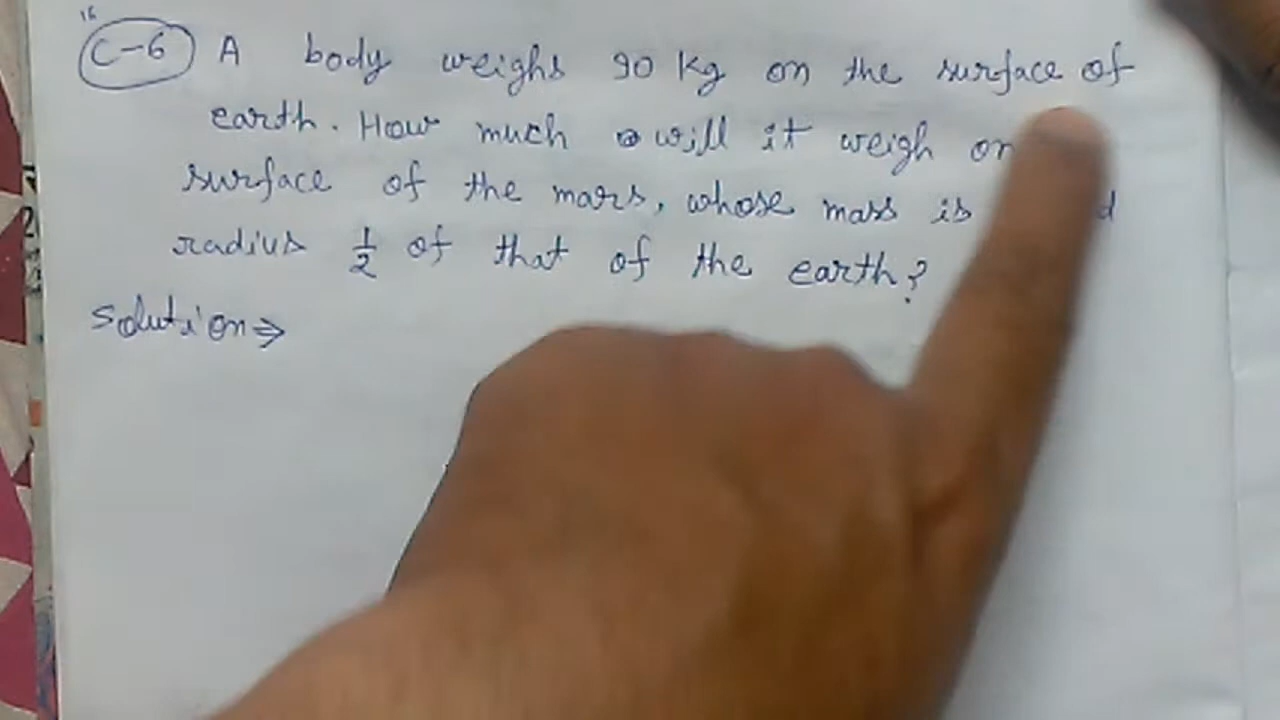 16
C-6 A body weighs 90 kg on the surface of
earth. How much will it weigh on
surface of the mars, whose mass is
radius 1/2 of that of the earth?
Solution ⇒